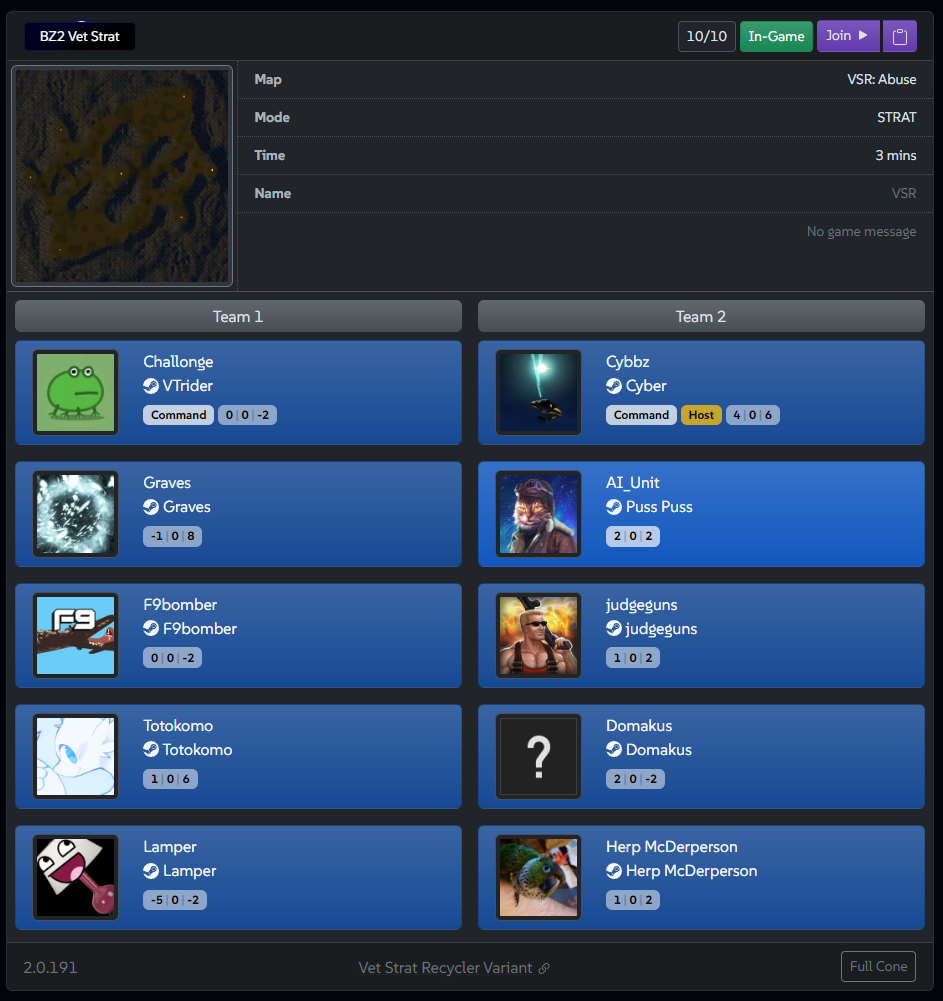 BZ2 Vet Strat
10/10 In-Game Join
Map VSR: Abuse
Mode STRAT
Time 3 mins
Name VSR
No game message
Team 1
Challonge
VTrider
Command 0 | 0 | -2
Graves
Graves
-1 | 0 | 8
F9bomber
F9bomber
0 | 0 | -2
F9
Totokomo
Totokomo
1 | 0 | 6
Lamper
Lamper
-5 | 0 | -2
Team 2
Cybbz
Cyber
Command Host 4 | 0 | 6
AI_Unit
Puss Puss
2 | 0 | 2
judgeguns
judgeguns
1 | 0 | 2
?
Domakus
Domakus
2 | 0 | -2
Herp McDerperson
Herp McDerperson
1 | 0 | 2
2.0.191 Vet Strat Recycler Variant Full Cone